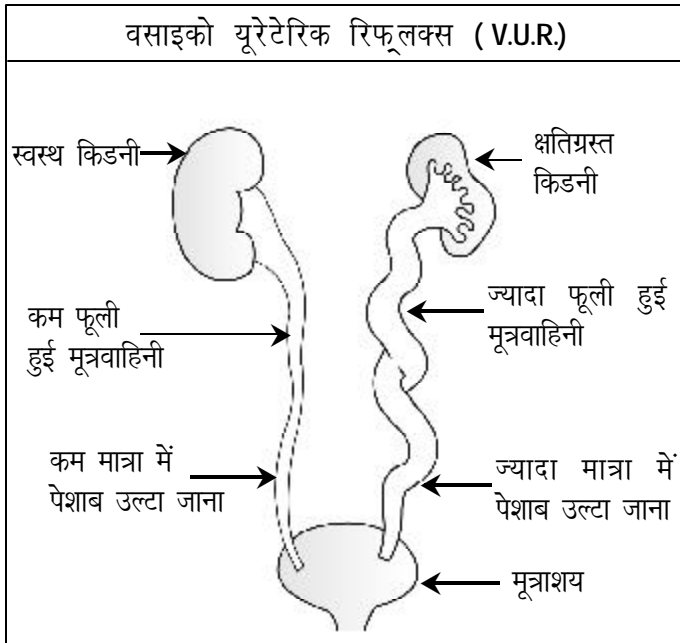 वसाइको यूरेटेरिक रिफ्लक्स ( V.U.R.)
स्वस्थ किडनी
क्षतिग्रस्त
किडनी
कम फूली
हुई मूत्रवाहिनी
ज्यादा फूली हुई
मूत्रवाहिनी
कम मात्रा में
पेशाब उल्टा जाना
ज्यादा मात्रा में
पेशाब उल्टा जाना
मूत्राशय